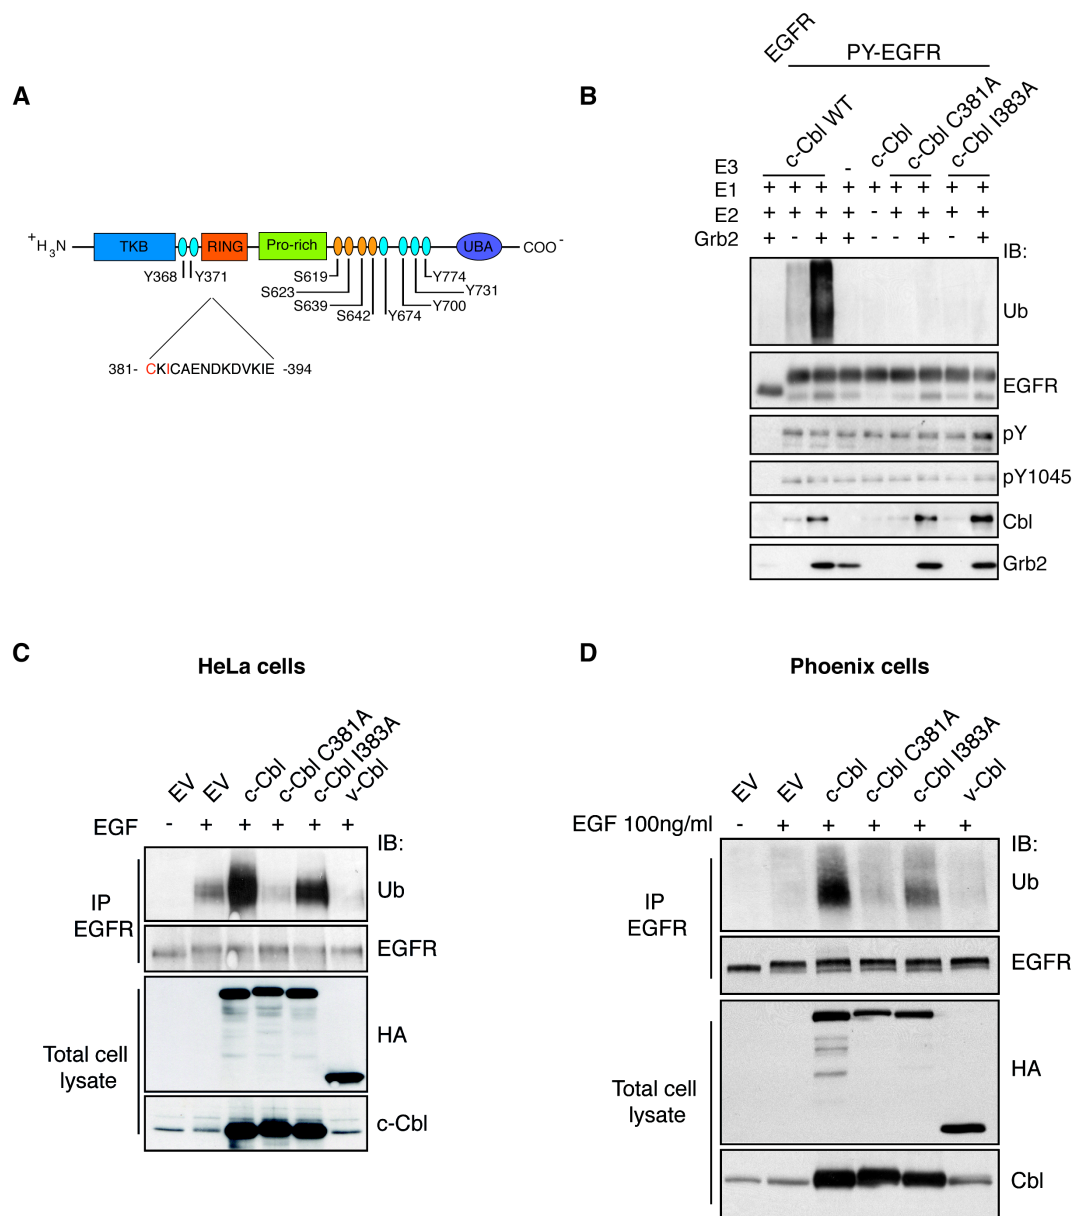 A
+H3N
TKB
RING
Pro-rich
UBA
COO-
Y368
Y371
S619
S623
S639
S642
Y674
Y700
Y731
Y774
381- CKICAENDKDVKIE -394
B
EGFR
PY-EGFR
c-Cbl WT
-
c-Cbl
c-Cbl C381A
c-Cbl I383A
E3
E1 + + + + + + + + +
E2 + + + + - + + + +
Grb2 + - + + - +
IB:
Ub
EGFR
pY
pY1045
Cbl
Grb2
C
HeLa cells
EV
EV
c-Cbl
c-Cbl C381A
c-Cbl I383A
v-Cbl
EGF - + + + + +
IB:
IP
EGFR
Ub
EGFR
Total cell
lysate
HA
c-Cbl
D
Phoenix cells
EV
EV
c-Cbl
c-Cbl C381A
c-Cbl I383A
v-Cbl
EGF 100ng/ml - + + + + +
IB:
IP
EGFR
Ub
EGFR
Total cell
lysate
HA
Cbl